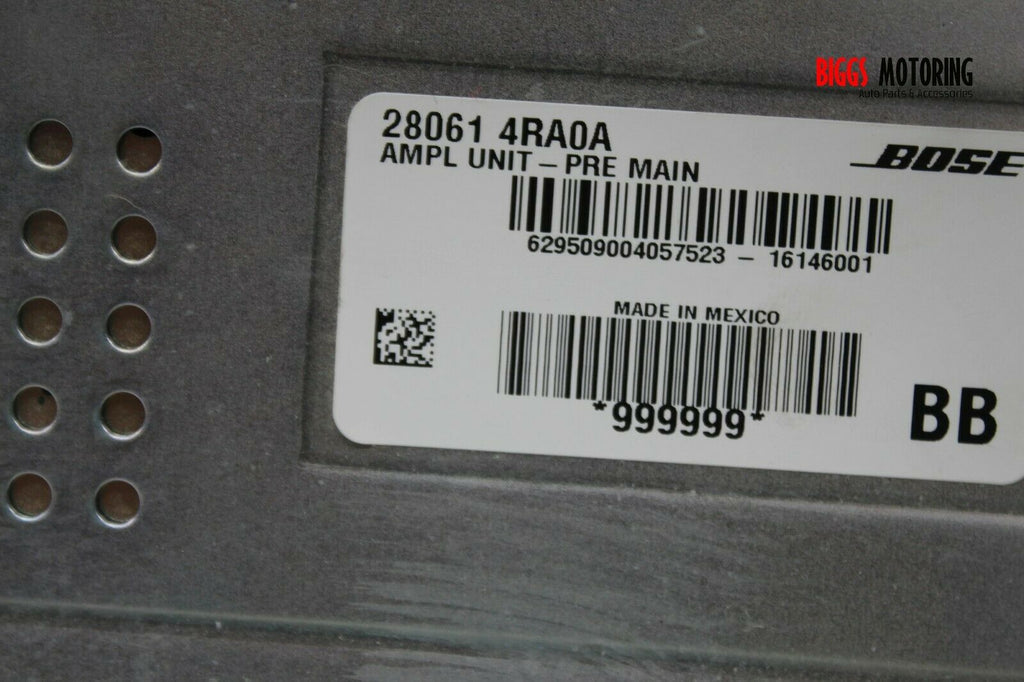 BIGGS MOTORING
Auto Parts & Accessories
28061 4RA0A
AMPL UNIT – PRE MAIN
BOSE
629509004057523 – 16146001
MADE IN MEXICO
*999999*
BB